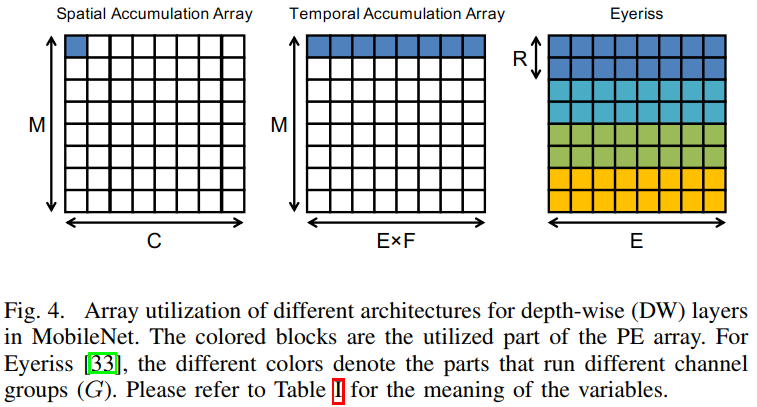 Spatial Accumulation Array Temporal Accumulation Array Eyeriss
M M R
C E×F E
Fig. 4. Array utilization of different architectures for depth-wise (DW) layers
in MobileNet. The colored blocks are the utilized part of the PE array. For
Eyeriss [33], the different colors denote the parts that run different channel
groups (G). Please refer to Table I for the meaning of the variables.